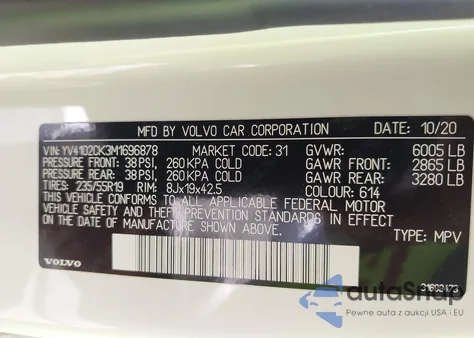 MFD BY VOLVO CAR CORPORATION DATE: 10/20
VIN: YV4102CK3M1696878 MARKET CODE: 31 GVWR: 6005 LB
PRESSURE FRONT: 38 PSI, 260 KPA COLD GAWR FRONT: 2865 LB
PRESSURE REAR: 38 PSI, 260 KPA COLD GAWR REAR: 3280 LB
TIRES: 235/55R19 RIM: 8Jx19x42.5 COLOUR: 614
THIS VEHICLE CONFORMS TO ALL APPLICABLE FEDERAL MOTOR
VEHICLE SAFETY, THEFT PREVENTION STANDARDS IN EFFECT
ON THE DATE OF MANUFACTURE SHOWN ABOVE. TYPE: MPV
VOLVO
autoSnap
Pewne auta z aukcji USA i EU